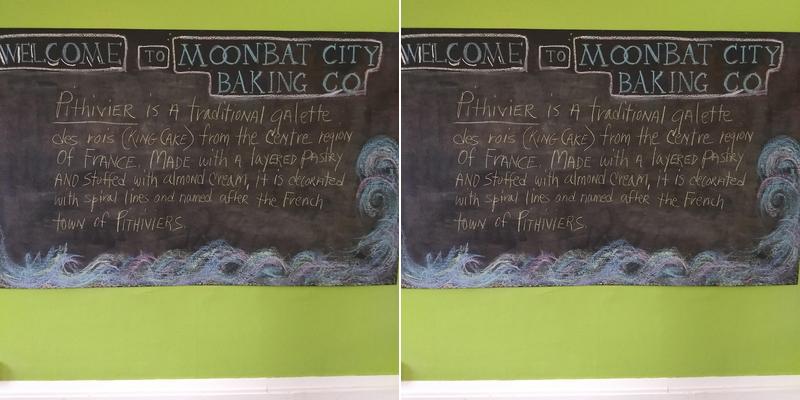 WELCOME TO MOONBAT CITY
BAKING CO
Pithivier is a traditional galette
des rois (King Cake) from the Centre region
of France. Made with a layered pastry
and stuffed with almond cream, it is decorated
with spiral lines and named after the French
town of Pithiviers.
WELCOME TO MOONBAT CITY
BAKING CO
Pithivier is a traditional galette
des rois (King Cake) from the Centre region
of France. Made with a layered pastry
and stuffed with almond cream, it is decorated
with spiral lines and named after the French
town of Pithiviers.